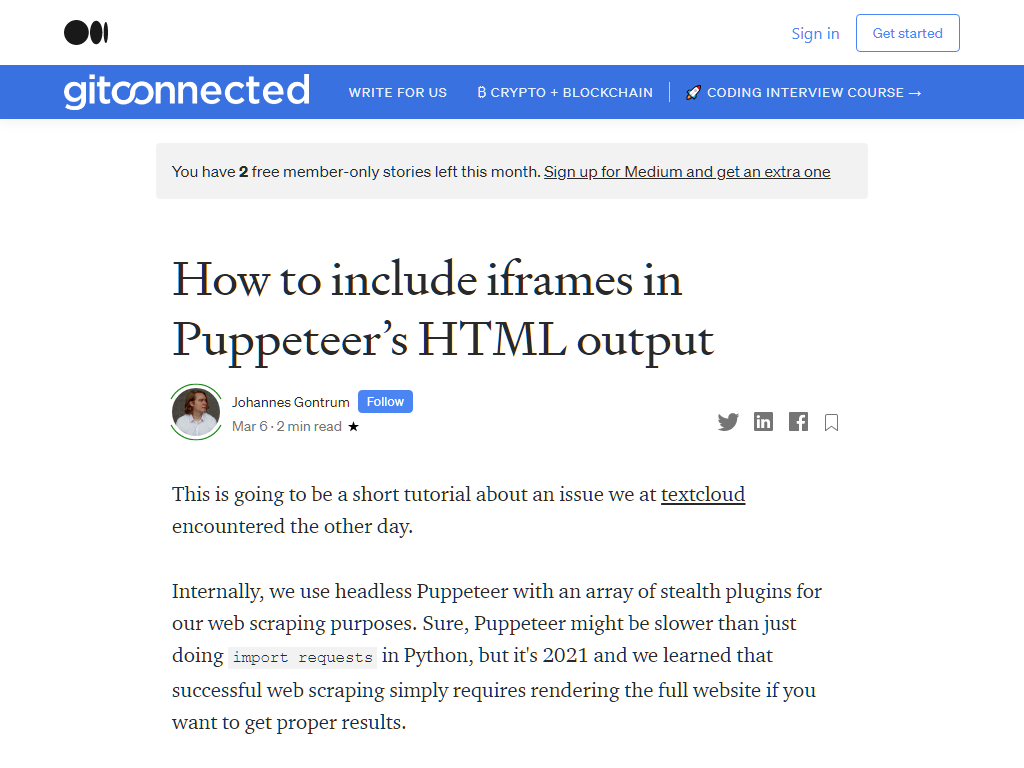 Sign in
Get started
gitconnected
WRITE FOR US
₿ CRYPTO + BLOCKCHAIN
🚀 CODING INTERVIEW COURSE →
You have 2 free member-only stories left this month. Sign up for Medium and get an extra one
How to include iframes in
Puppeteer’s HTML output
Johannes Gontrum
Follow
Mar 6 · 2 min read ★
This is going to be a short tutorial about an issue we at textcloud
encountered the other day.
Internally, we use headless Puppeteer with an array of stealth plugins for
our web scraping purposes. Sure, Puppeteer might be slower than just
doing import requests in Python, but it's 2021 and we learned that
successful web scraping simply requires rendering the full website if you
want to get proper results.